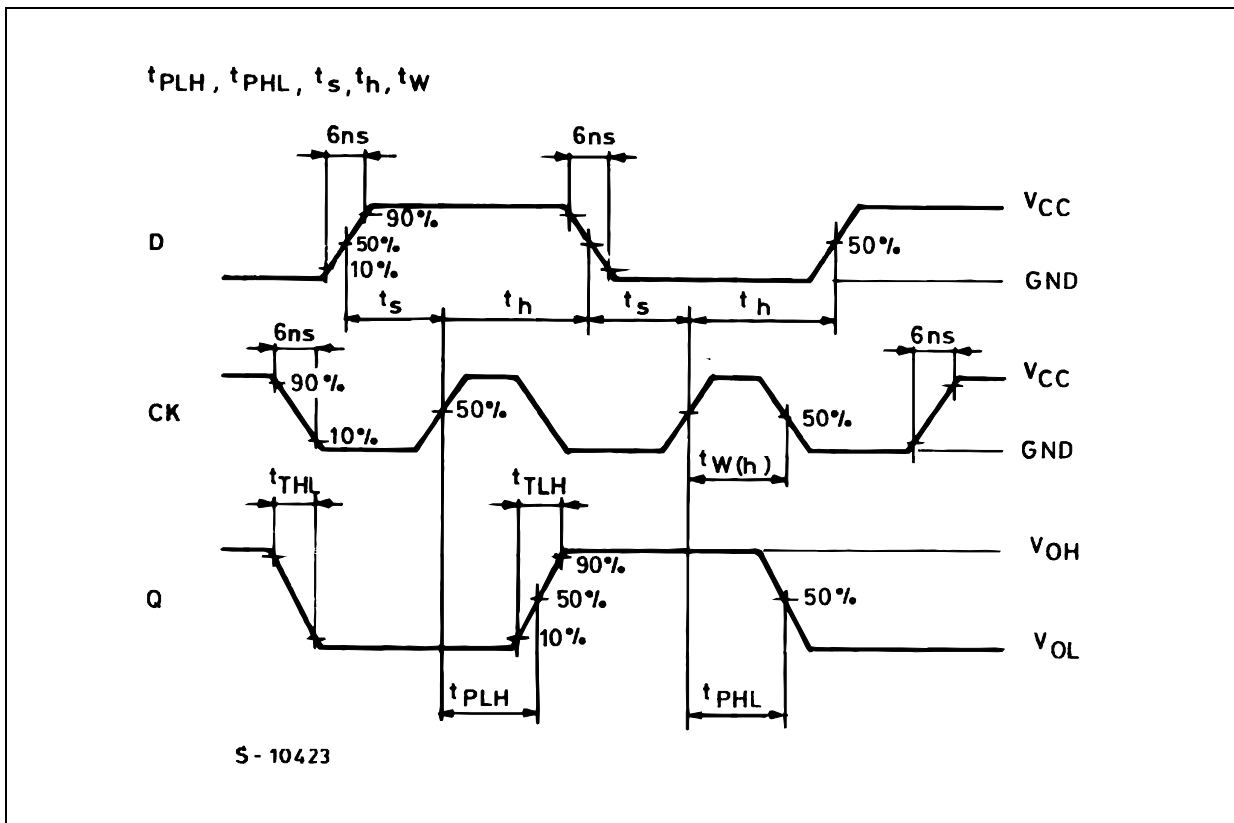 tPLH, tPHL, ts, th, tW
6ns
6ns
VCC
90%
D
50%
50%
10%
GND
ts
th
ts
th
6ns
6ns
VCC
90%
CK
50%
50%
10%
GND
tW(h)
tTHL
tTLH
VOH
90%
Q
50%
50%
10%
VOL
tPLH
tPHL
S-10423